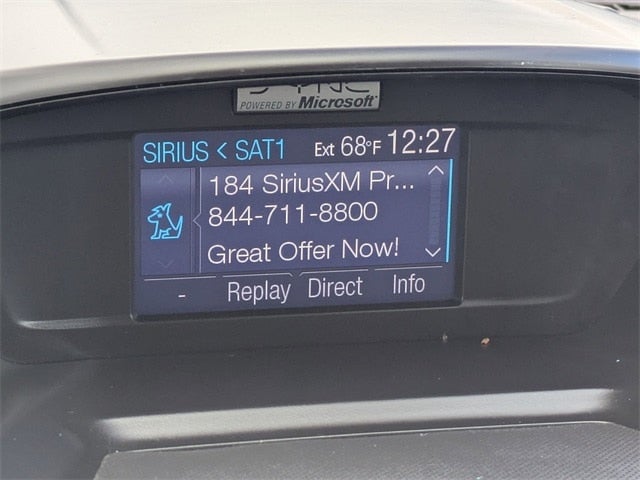 SYNC
POWERED BY Microsoft®
SIRIUS < SAT1 Ext 68°F 12:27
184 SiriusXM Pr...
844-711-8800
Great Offer Now!
- Replay Direct Info